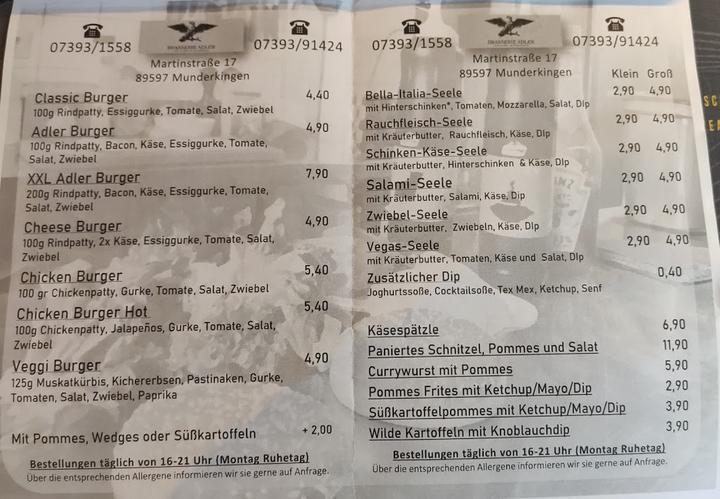 07393/1558
BRASSERIE ADLER
07393/91424
Martinstraße 17
89597 Munderkingen
Classic Burger 4,40
100g Rindpatty, Essiggurke, Tomate, Salat, Zwiebel
Adler Burger 4,90
100g Rindpatty, Bacon, Käse, Essiggurke, Tomate,
Salat, Zwiebel
XXL Adler Burger 7,90
200g Rindpatty, Bacon, Käse, Essiggurke, Tomate,
Salat, Zwiebel
Cheese Burger 4,90
100g Rindpatty, 2x Käse, Essiggurke, Tomate, Salat,
Zwiebel
Chicken Burger 5,40
100 gr Chickenpatty, Gurke, Tomate, Salat, Zwiebel
Chicken Burger Hot 5,40
100g Chickenpatty, Jalapeños, Gurke, Tomate, Salat,
Zwiebel
Veggi Burger 4,90
125g Muskatkürbis, Kichererbsen, Pastinaken, Gurke,
Tomaten, Salat, Zwiebel, Paprika
Mit Pommes, Wedges oder Süßkartoffeln + 2,00
Bestellungen täglich von 16-21 Uhr (Montag Ruhetag)
Über die entsprechenden Allergene informieren wir sie gerne auf Anfrage.
07393/1558
BRASSERIE ADLER
07393/91424
Martinstraße 17
89597 Munderkingen
Klein Groß
Bella-Italia-Seele 2,90 4,90
mit Hinterschinken*, Tomaten, Mozzarella, Salat, Dip
Rauchfleisch-Seele 2,90 4,90
mit Kräuterbutter, Rauchfleisch, Käse, Dip
Schinken-Käse-Seele 2,90 4,90
mit Kräuterbutter, Hinterschinken & Käse, Dip
Salami-Seele 2,90 4,90
mit Kräuterbutter, Salami, Käse, Dip
Zwiebel-Seele 2,90 4,90
mit Kräuterbutter, Zwiebeln, Käse, Dip
Vegas-Seele 2,90 4,90
mit Kräuterbutter, Tomaten, Käse und Salat, Dip
Zusätzlicher Dip 0,40
Joghurtssoße, Cocktailsoße, Tex Mex, Ketchup, Senf
Käsespätzle 6,90
Paniertes Schnitzel, Pommes und Salat 11,90
Currywurst mit Pommes 5,90
Pommes Frites mit Ketchup/Mayo/Dip 2,90
Süßkartoffelpommes mit Ketchup/Mayo/Dip 3,90
Wilde Kartoffeln mit Knoblauchdip 3,90
Bestellungen täglich von 16-21 Uhr (Montag Ruhetag)
Über die entsprechenden Allergene informieren wir sie gerne auf Anfrage.